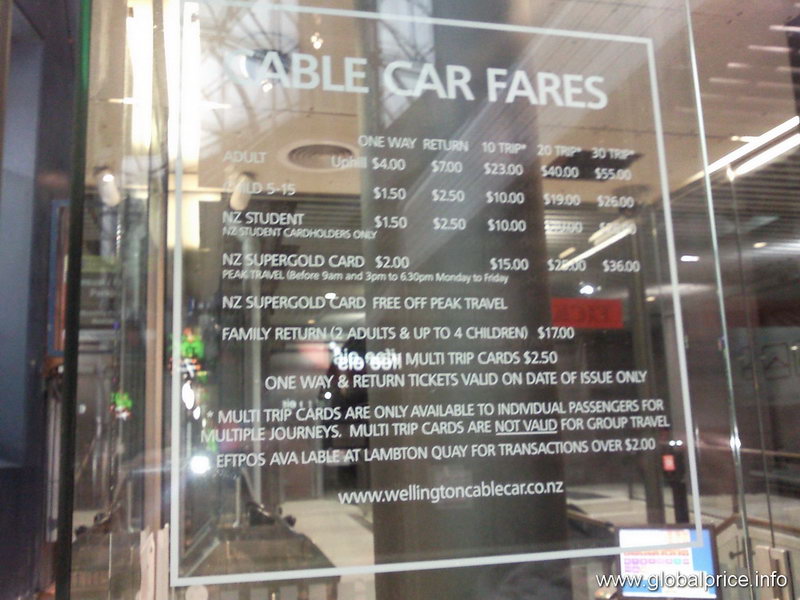 CABLE CAR FARES
ONE WAY RETURN 10 TRIP* 20 TRIP* 30 TRIP*
ADULT Uphill $4.00 $7.00 $23.00 $40.00 $55.00
CHILD 5-15 $1.50 $2.50 $10.00 $19.00 $26.00
NZ STUDENT $1.50 $2.50 $10.00
NZ STUDENT CARDHOLDERS ONLY
NZ SUPERGOLD CARD $2.00 $15.00 $36.00
PEAK TRAVEL (Before 9am and 3pm to 6.30pm Monday to Friday
NZ SUPERGOLD CARD FREE OFF PEAK TRAVEL
FAMILY RETURN (2 ADULTS & UP TO 4 CHILDREN) $17.00
MULTI TRIP CARDS $2.50
ONE WAY & RETURN TICKETS VALID ON DATE OF ISSUE ONLY
* MULTI TRIP CARDS ARE ONLY AVAILABLE TO INDIVIDUAL PASSENGERS FOR
MULTIPLE JOURNEYS. MULTI TRIP CARDS ARE NOT VALID FOR GROUP TRAVEL
EFTPOS AVA LABLE AT LAMBTON QUAY FOR TRANSACTIONS OVER $2.00
www.wellingtoncablecar.co.nz
www.globalprice.info